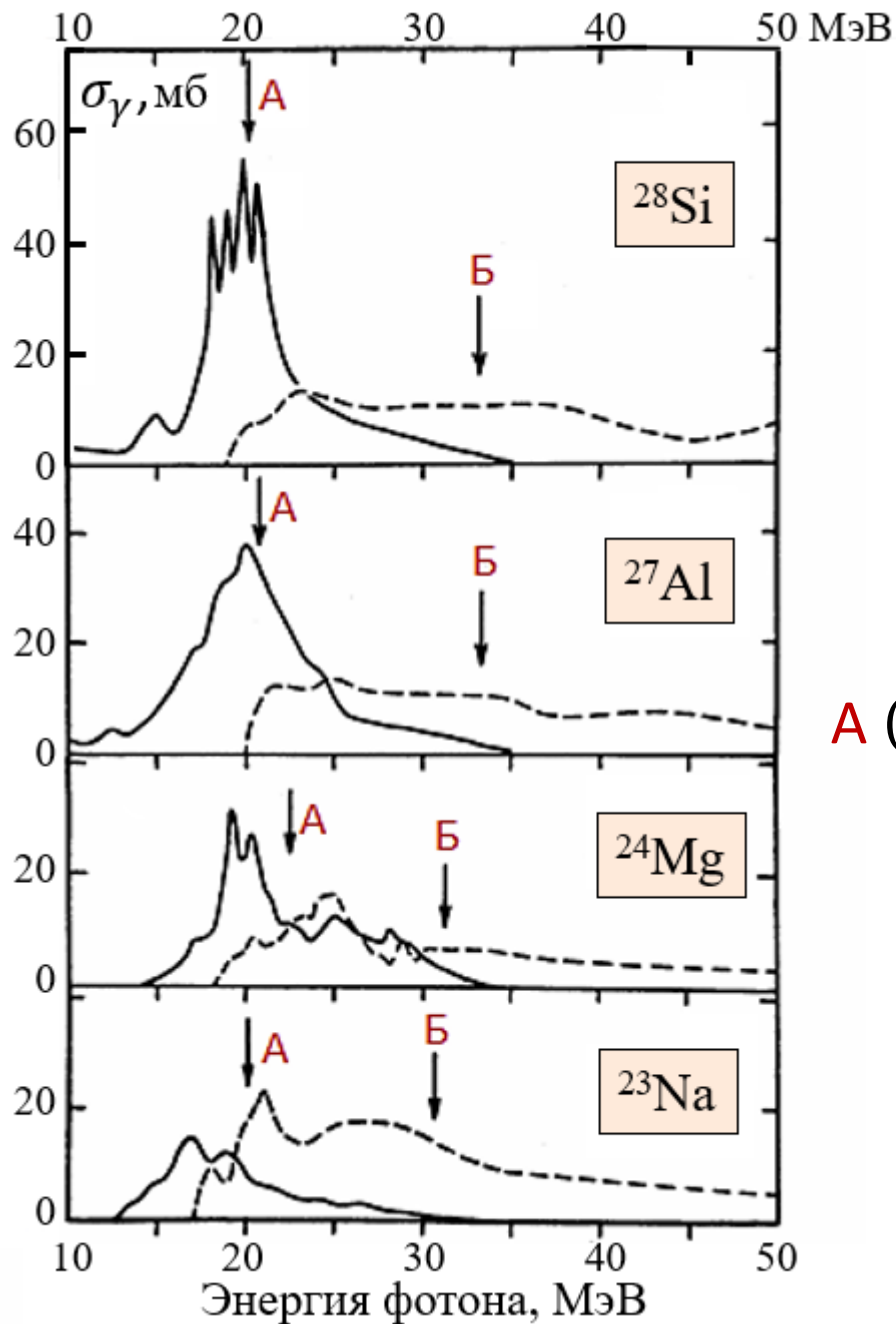 10 20 30 40 50 МэВ
σγ, мб
А
60
²⁸Si
40
Б
20
0
А
40
Б
²⁷Al
20
А (
0
А
Б
²⁴Mg
20
0
А
Б
²³Na
20
0
10 20 30 40 50
Энергия фотона, МэВ